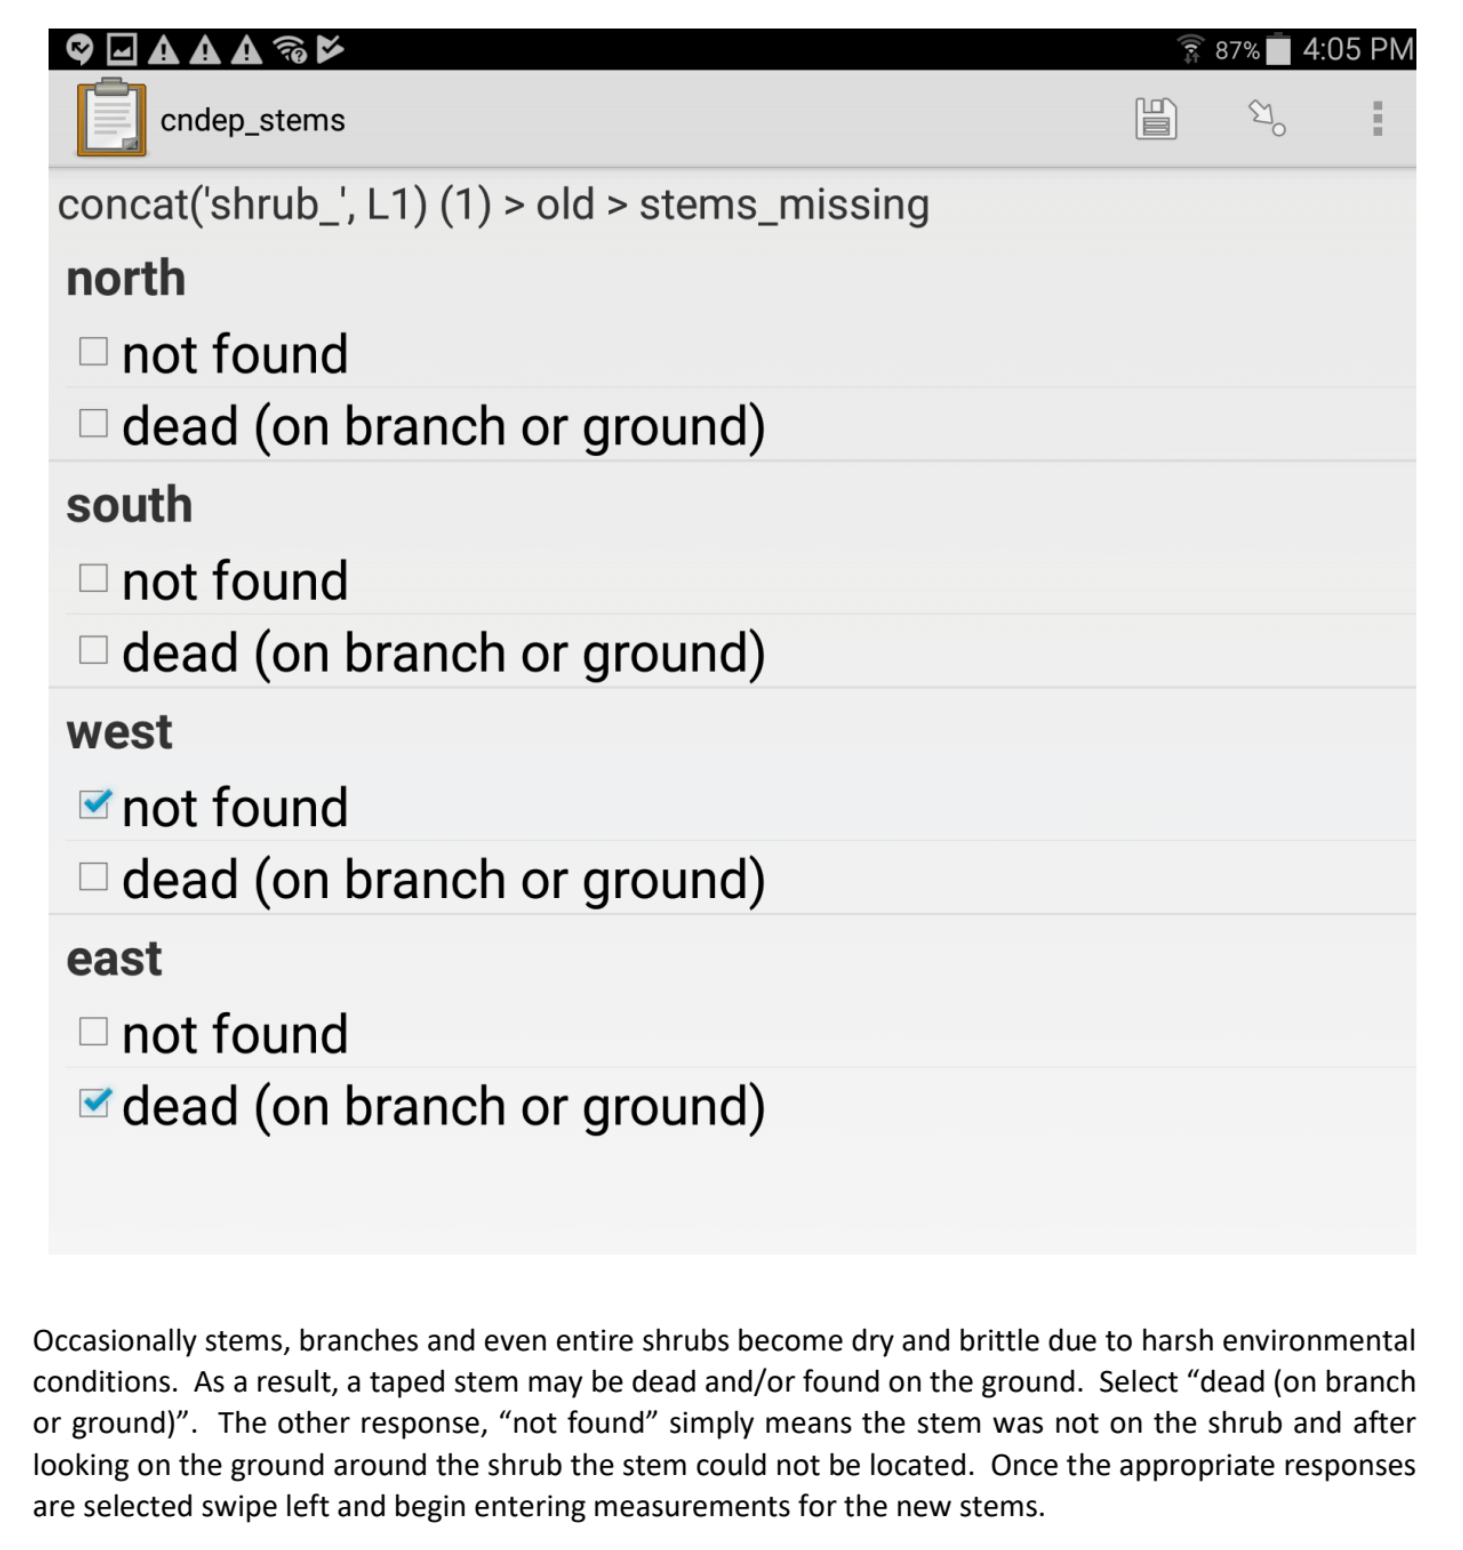 87% 4:05 PM
cndep_stems
concat('shrub_', L1) (1) > old > stems_missing
north
not found
dead (on branch or ground)
south
not found
dead (on branch or ground)
west
not found
dead (on branch or ground)
east
not found
dead (on branch or ground)
Occasionally stems, branches and even entire shrubs become dry and brittle due to harsh environmental
conditions.  As a result, a taped stem may be dead and/or found on the ground.  Select “dead (on branch
or ground)”.  The other response, “not found” simply means the stem was not on the shrub and after
looking on the ground around the shrub the stem could not be located.  Once the appropriate responses
are selected swipe left and begin entering measurements for the new stems.